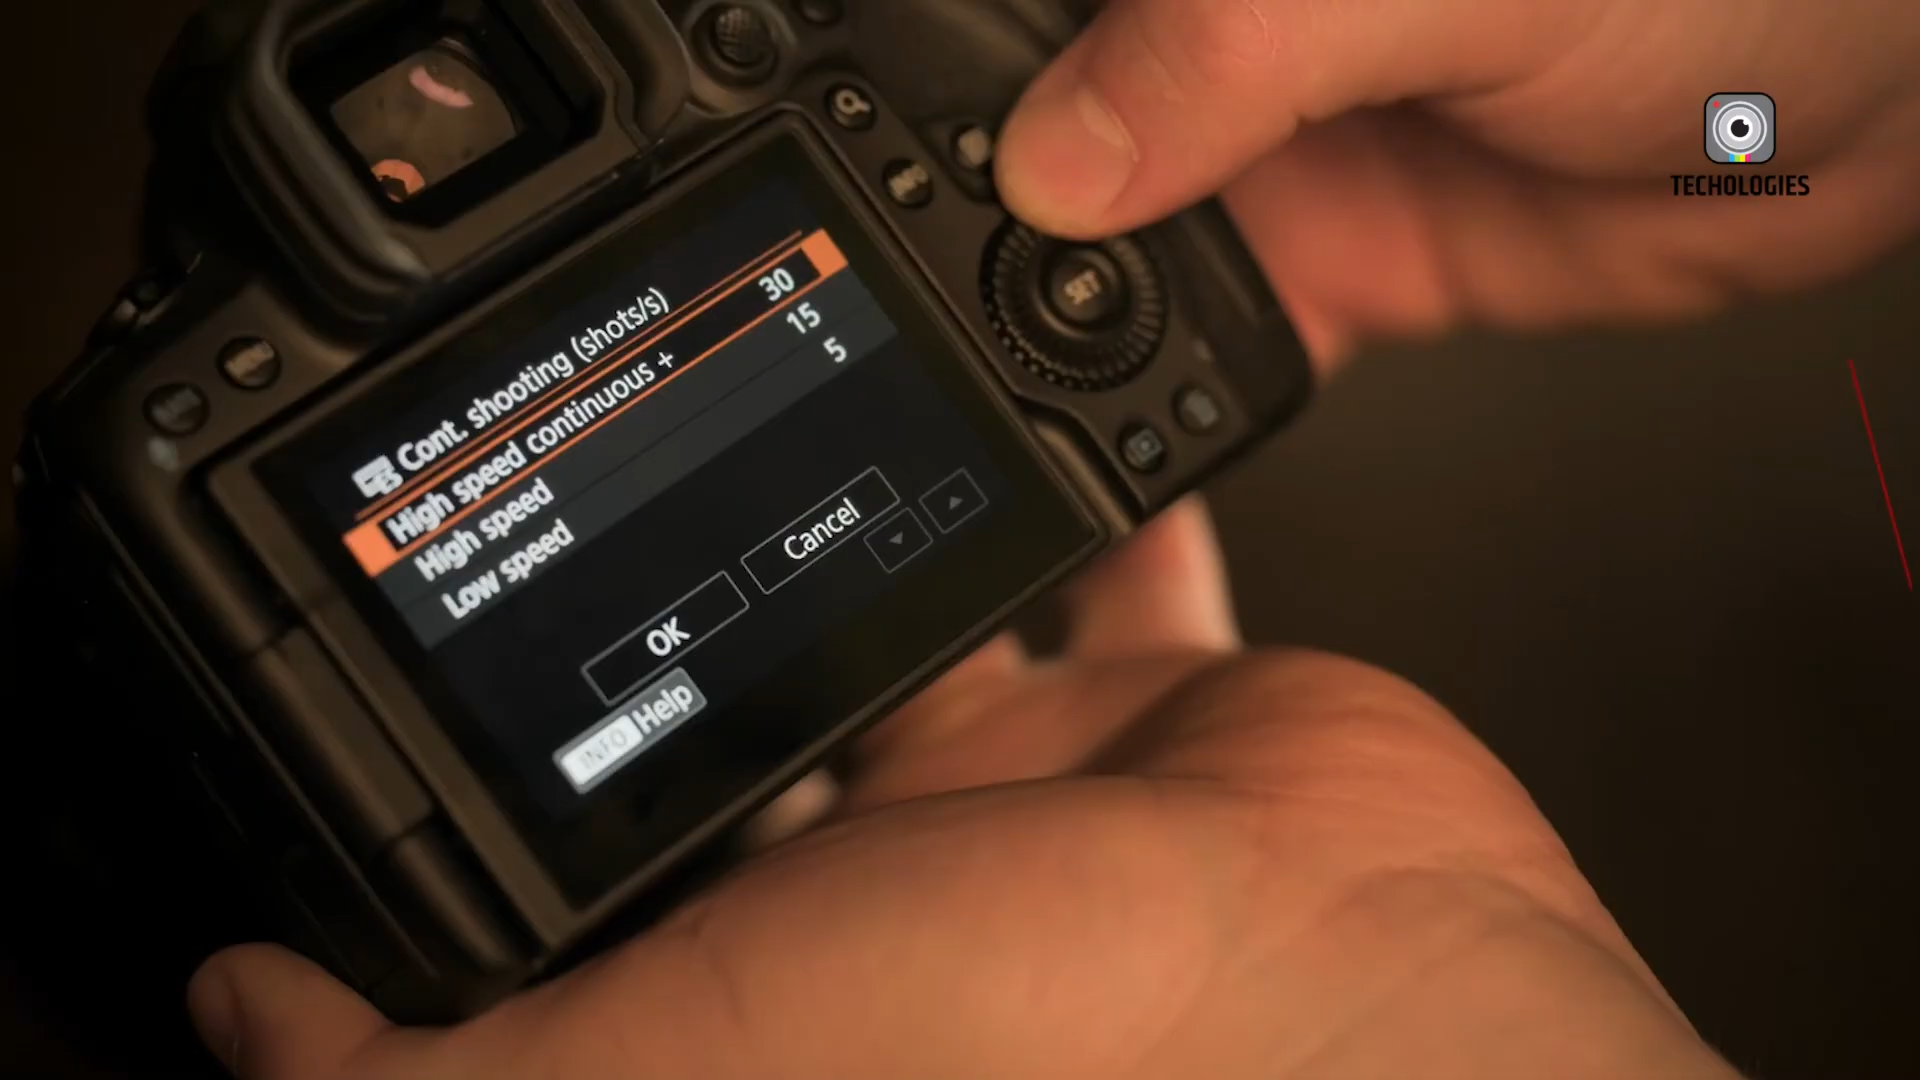 TECHOLOGIES
Cont. shooting (shots/s)
High speed continuous + 30
High speed 15
Low speed 5
OK Cancel
INFO Help
SET